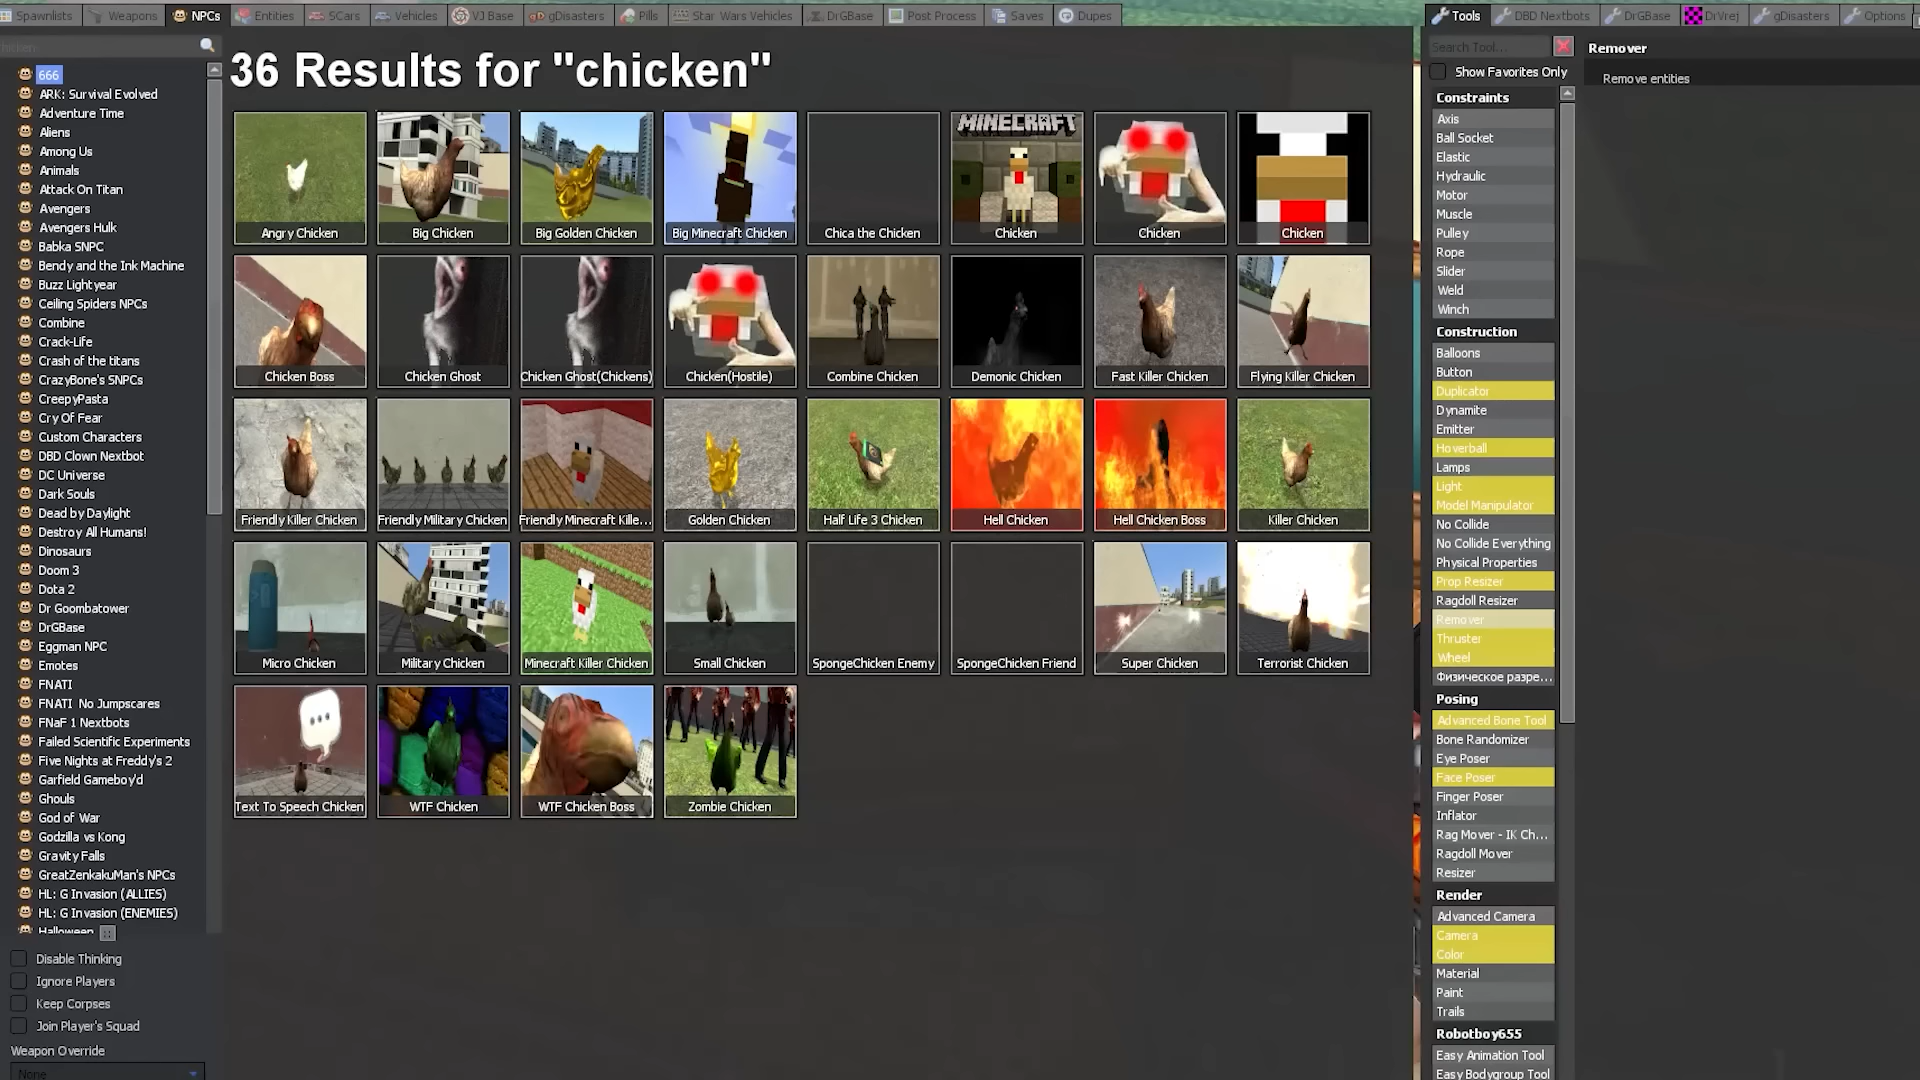 Spawnlists
Weapons
NPCs
Entities
SCars
Vehicles
VJ Base
gDisasters
Pills
Star Wars Vehicles
DrGBase
Post Process
Saves
Dupes
Tools
DBD Nextbots
DrGBase
DrVrej
gDisasters
Options
chicken
666
ARK: Survival Evolved
Adventure Time
Aliens
Among Us
Animals
Attack On Titan
Avengers
Avengers Hulk
Babka SNPC
Bendy and the Ink Machine
Buzz Lightyear
Ceiling Spiders NPCs
Combine
Crack-Life
Crash of the titans
CrazyBone's SNPCs
CreepyPasta
Cry Of Fear
Custom Characters
DBD Clown Nextbot
DC Universe
Dark Souls
Dead by Daylight
Destroy All Humans!
Dinosaurs
Doom 3
Dota 2
Dr Goombatower
DrGBase
Eggman NPC
Emotes
FNATI
FNATI No Jumpscares
FNaF 1 Nextbots
Failed Scientific Experiments
Five Nights at Freddy's 2
Garfield Gameboy'd
Ghouls
God of War
Godzilla vs Kong
Gravity Falls
GreatZenkakuMan's NPCs
HL: G Invasion (ALLIES)
HL: G Invasion (ENEMIES)
Halloween
Disable Thinking
Ignore Players
Keep Corpses
Join Player's Squad
Weapon Override
None
36 Results for "chicken"
Angry Chicken
Big Chicken
Big Golden Chicken
Big Minecraft Chicken
Chica the Chicken
MINECRAFT
Chicken
Chicken
Chicken
Chicken Boss
Chicken Ghost
Chicken Ghost(Chickens)
Chicken(Hostile)
Combine Chicken
Demonic Chicken
Fast Killer Chicken
Flying Killer Chicken
Friendly Killer Chicken
Friendly Military Chicken
Friendly Minecraft Kille...
Golden Chicken
Half Life 3 Chicken
Hell Chicken
Hell Chicken Boss
Killer Chicken
Micro Chicken
Military Chicken
Minecraft Killer Chicken
Small Chicken
SpongeChicken Enemy
SpongeChicken Friend
Super Chicken
Terrorist Chicken
Text To Speech Chicken
WTF Chicken
WTF Chicken Boss
Zombie Chicken
Search Tool...
Show Favorites Only
Constraints
Axis
Ball Socket
Elastic
Hydraulic
Motor
Muscle
Pulley
Rope
Slider
Weld
Winch
Construction
Balloons
Button
Duplicator
Dynamite
Emitter
Hoverball
Lamps
Light
Model Manipulator
No Collide
No Collide Everything
Physical Properties
Prop Resizer
Ragdoll Resizer
Remover
Thruster
Wheel
Физическое разре...
Posing
Advanced Bone Tool
Bone Randomizer
Eye Poser
Face Poser
Finger Poser
Inflator
Rag Mover - IK Ch...
Ragdoll Mover
Resizer
Render
Advanced Camera
Camera
Color
Material
Paint
Trails
Robotboy655
Easy Animation Tool
Easy Bodygroup Tool
Remover
Remove entities